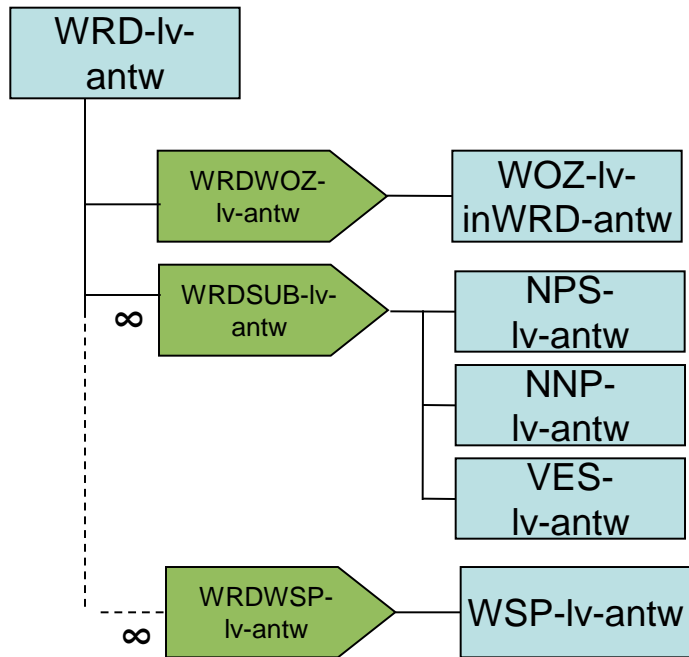 WRD-lv-
antw
WRDWOZ-
lv-antw
WOZ-lv-
inWRD-antw
∞
WRDSUB-lv-
antw
NPS-
lv-antw
NNP-
lv-antw
VES-
lv-antw
∞
WRDWSP-
lv-antw
WSP-lv-antw